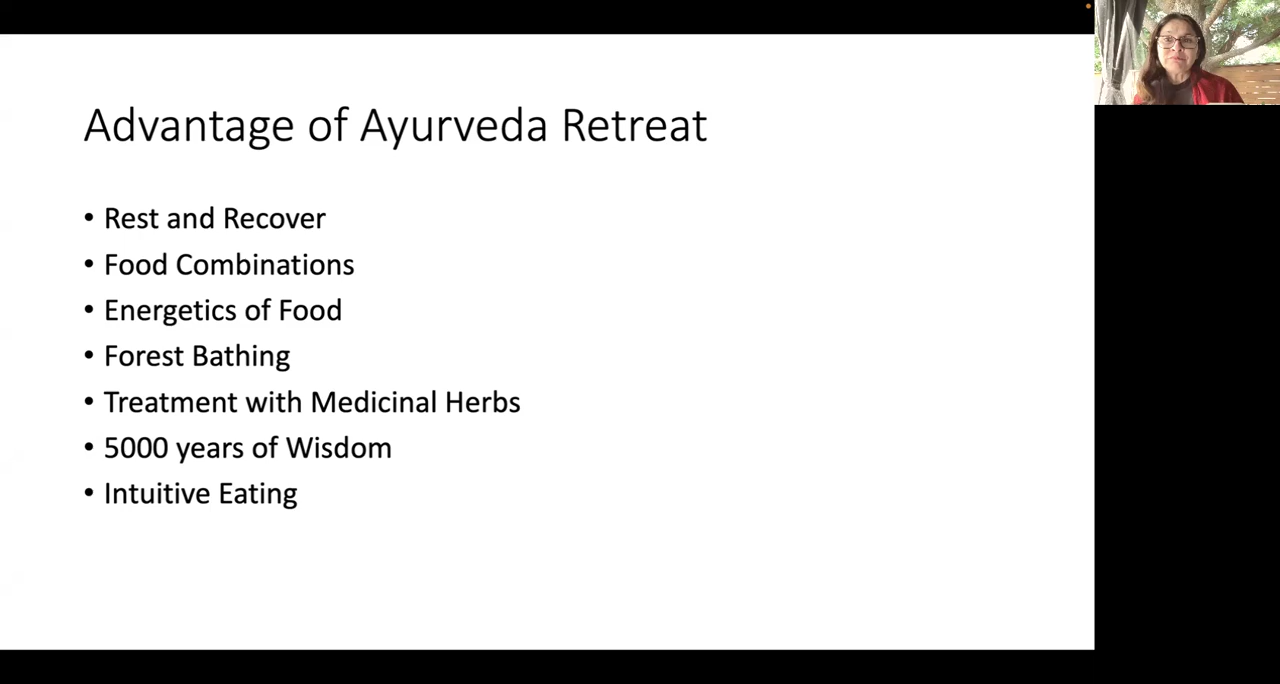 Advantage of Ayurveda Retreat
• Rest and Recover
• Food Combinations
• Energetics of Food
• Forest Bathing
• Treatment with Medicinal Herbs
• 5000 years of Wisdom
• Intuitive Eating